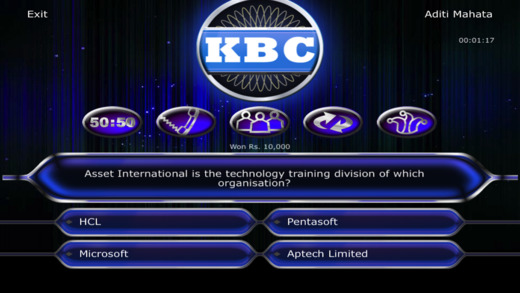 Exit
Aditi Mahata
00:01:17
KBC
50:50
Won Rs. 10,000
Asset International is the technology training division of which
organisation?
HCL
Pentasoft
Microsoft
Aptech Limited